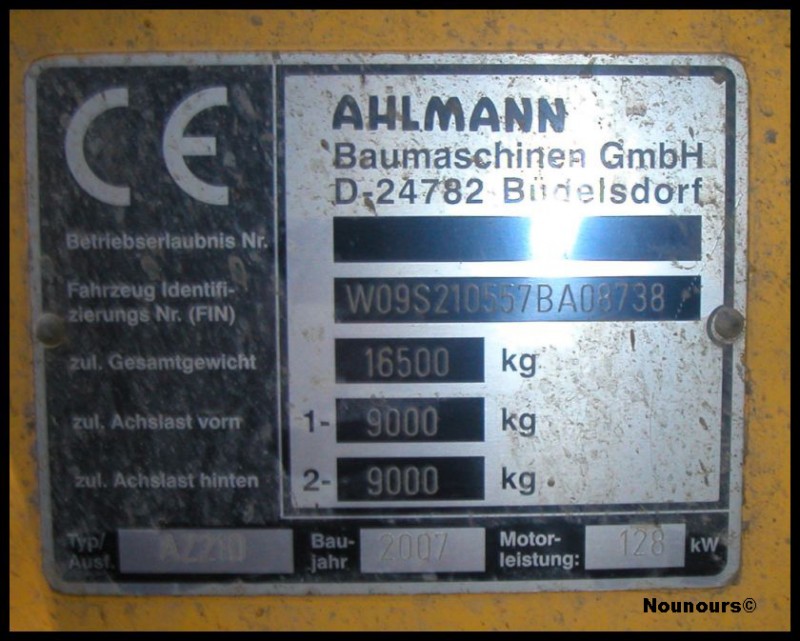 CE
AHLMANN
Baumaschinen GmbH
D-24782 Büdelsdorf
Betriebserlaubnis Nr.
Fahrzeug Identifi-
zierungs Nr. (FIN) W09S210557BA08738
zul. Gesamtgewicht 16500 kg
zul. Achslast vorn 1- 9000 kg
zul. Achslast hinten 2- 9000 kg
Typ/
Ausf. AZ210
Bau-
jahr 2007
Motor-
leistung: 128 kW
Nounours©